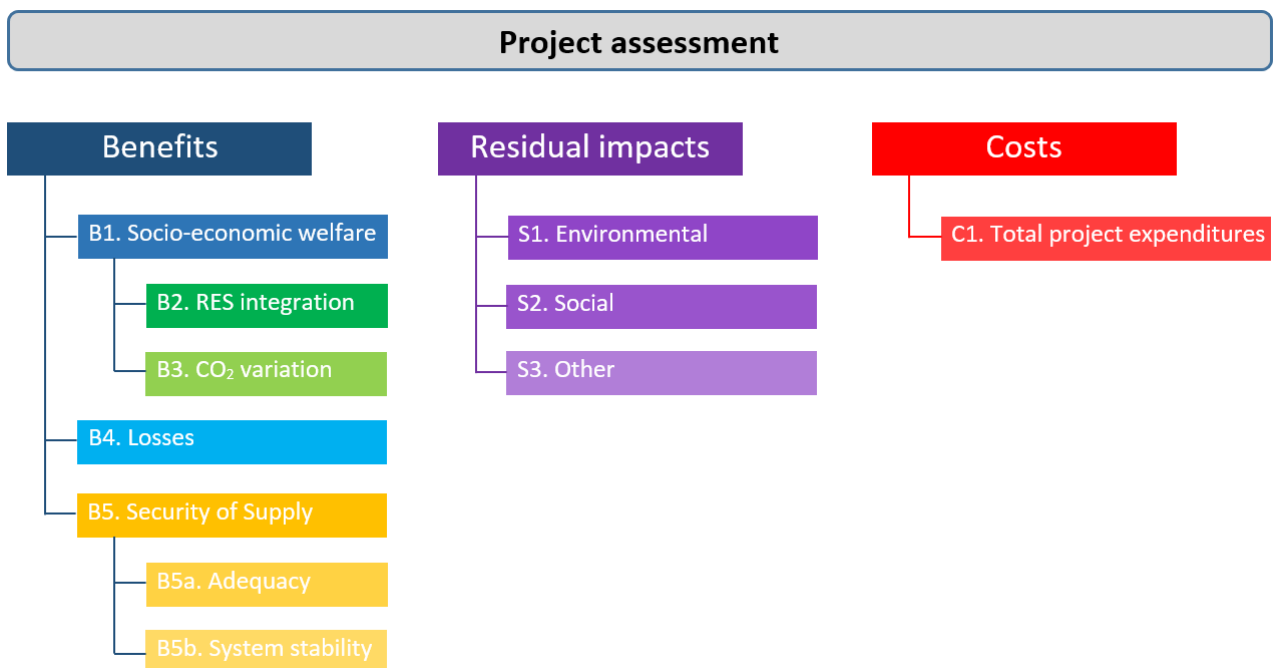 Project assessment
Benefits
B1. Socio-economic welfare
B2. RES integration
B3. CO₂ variation
B4. Losses
B5. Security of Supply
B5a. Adequacy
B5b. System stability
Residual impacts
S1. Environmental
S2. Social
S3. Other
Costs
C1. Total project expenditures